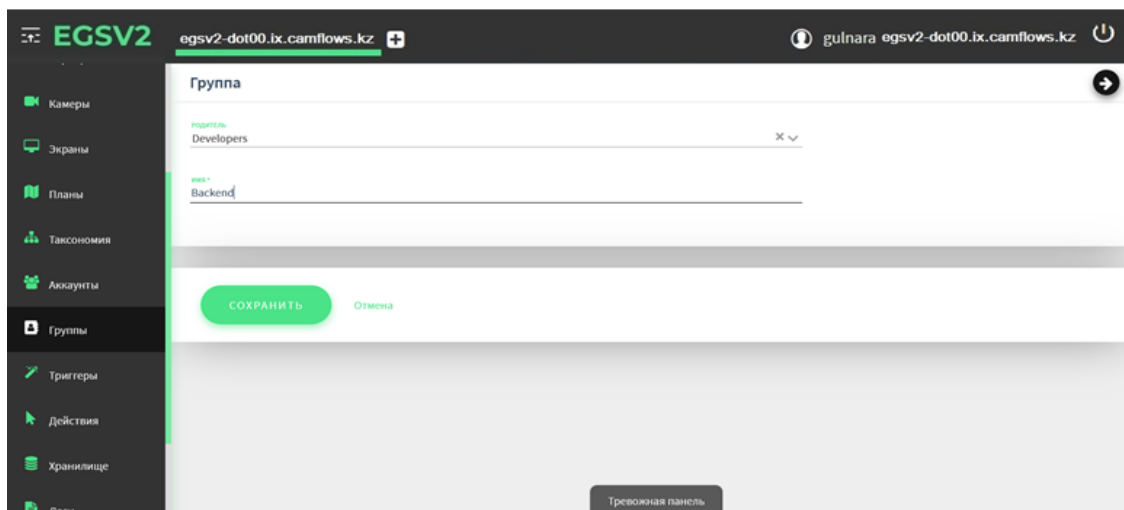 EGSV2
egsv2-dot00.ix.camflows.kz
gulnara egsv2-dot00.ix.camflows.kz
Группа
РОДИТЕЛЬ
Developers
ИМЯ *
Backend
СОХРАНИТЬ
Отмена
Камеры
Экраны
Планы
Таксономия
Аккаунты
Группы
Триггеры
Действия
Хранилище
Тревожная панель